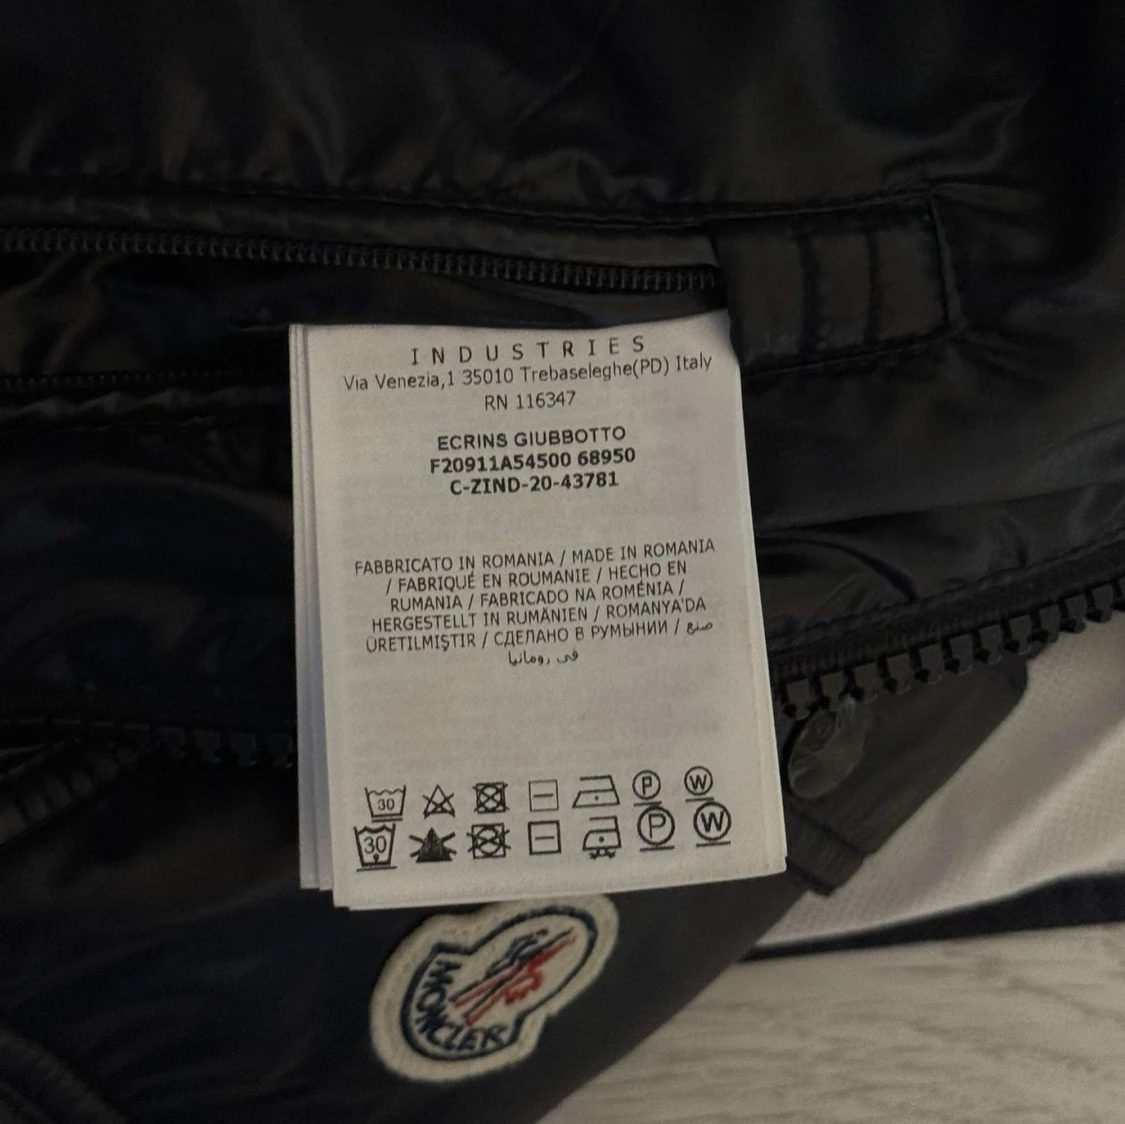 INDUSTRIES
Via Venezia,1 35010 Trebaseleghe(PD) Italy
RN 116347
ECRINS GIUBBOTTO
F20911A54500 68950
C-ZIND-20-43781
FABBRICATO IN ROMANIA / MADE IN ROMANIA
/ FABRIQUÉ EN ROUMANIE / HECHO EN
RUMANIA / FABRICADO NA ROMÉNIA /
HERGESTELLT IN RUMÄNIEN / ROMANYA'DA
ÜRETILMIŞTIR / СДЕЛАНО В РУМЫНИИ / صنع
في رومانيا
30 P W
30 P W
MONCLER